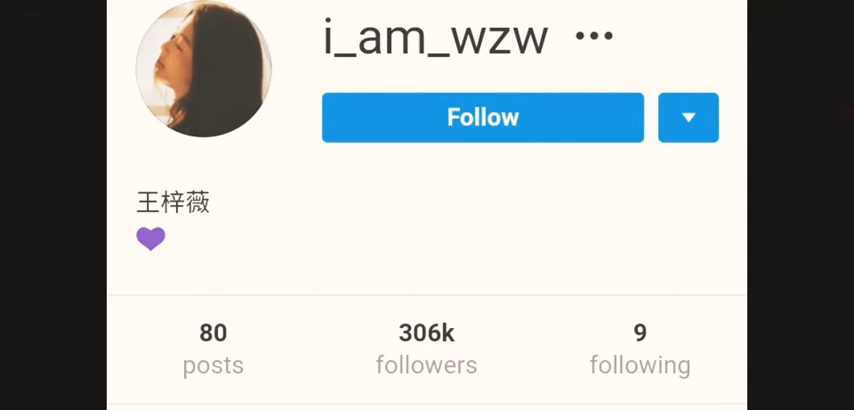 i_am_wzw
Follow
王梓薇
💜
80 306k 9
posts followers following